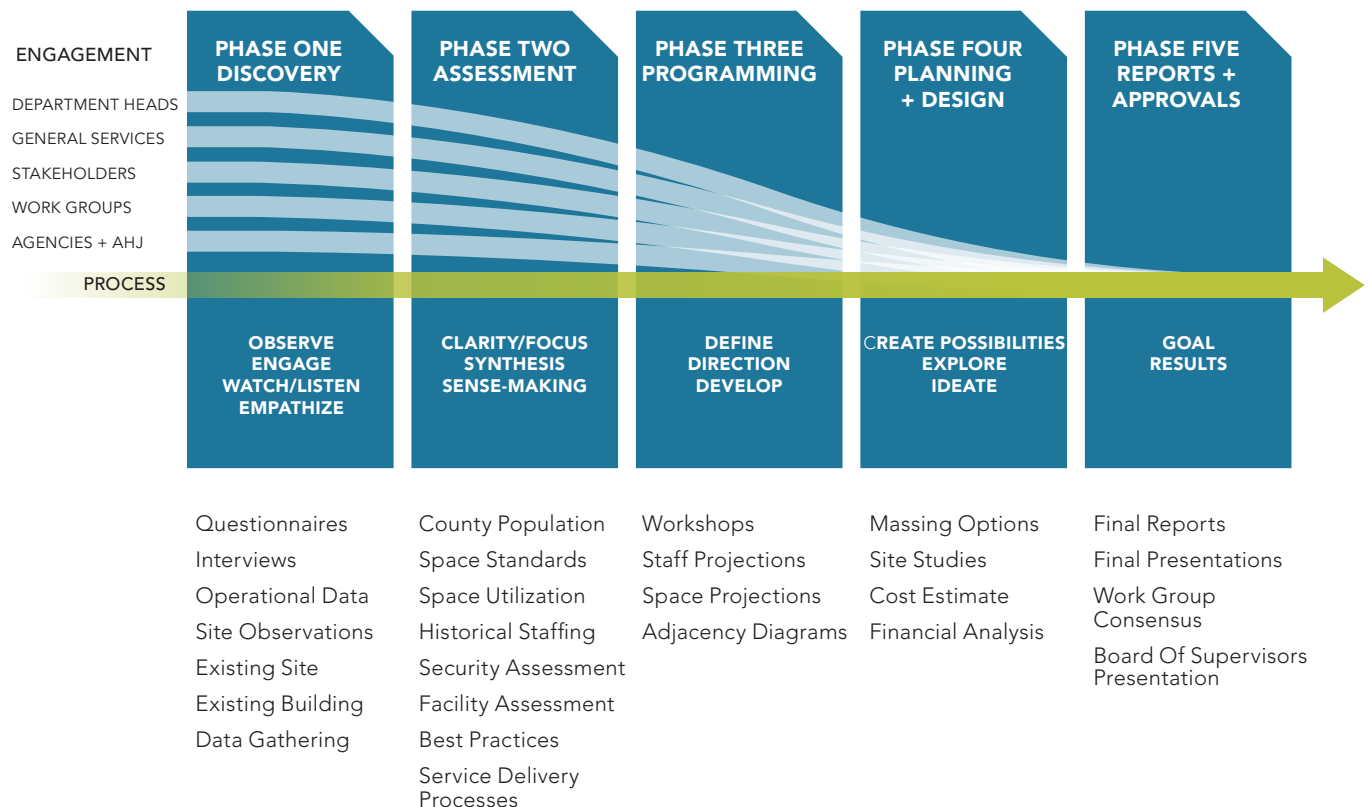 ENGAGEMENT
DEPARTMENT HEADS
GENERAL SERVICES
STAKEHOLDERS
WORK GROUPS
AGENCIES + AHJ
PROCESS
PHASE ONE
DISCOVERY
PHASE TWO
ASSESSMENT
PHASE THREE
PROGRAMMING
PHASE FOUR
PLANNING
+ DESIGN
PHASE FIVE
REPORTS +
APPROVALS
OBSERVE
ENGAGE
WATCH/LISTEN
EMPATHIZE
CLARITY/FOCUS
SYNTHESIS
SENSE-MAKING
DEFINE
DIRECTION
DEVELOP
CREATE POSSIBILITIES
EXPLORE
IDEATE
GOAL
RESULTS
Questionnaires
Interviews
Operational Data
Site Observations
Existing Site
Existing Building
Data Gathering
County Population
Space Standards
Space Utilization
Historical Staffing
Security Assessment
Facility Assessment
Best Practices
Service Delivery
Processes
Workshops
Staff Projections
Space Projections
Adjacency Diagrams
Massing Options
Site Studies
Cost Estimate
Financial Analysis
Final Reports
Final Presentations
Work Group
Consensus
Board Of Supervisors
Presentation